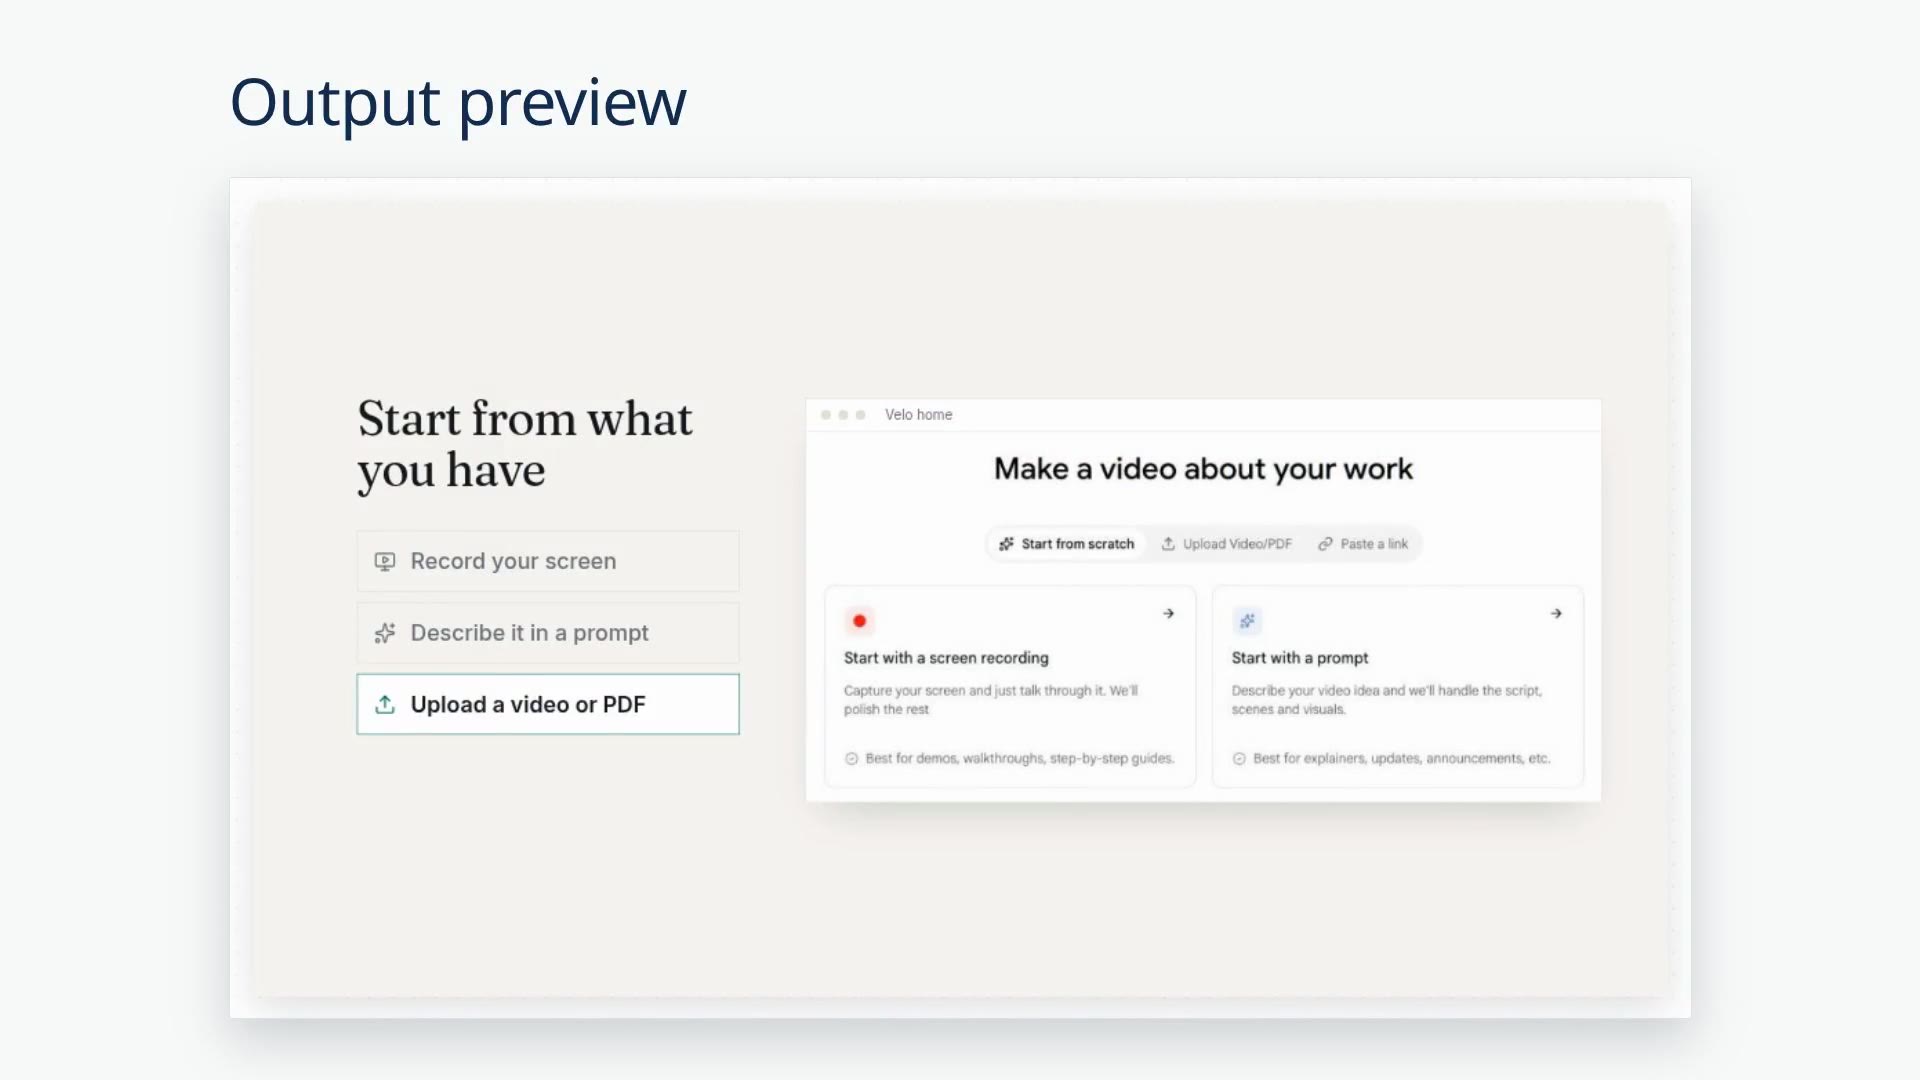 Output preview
Start from what
you have
Record your screen
Describe it in a prompt
Upload a video or PDF
Velo home
Make a video about your work
Start from scratch
Upload Video/PDF
Paste a link
Start with a screen recording
Capture your screen and just talk through it. We'll
polish the rest
Best for demos, walkthroughs, step-by-step guides.
Start with a prompt
Describe your video idea and we'll handle the script,
scenes and visuals.
Best for explainers, updates, announcements, etc.